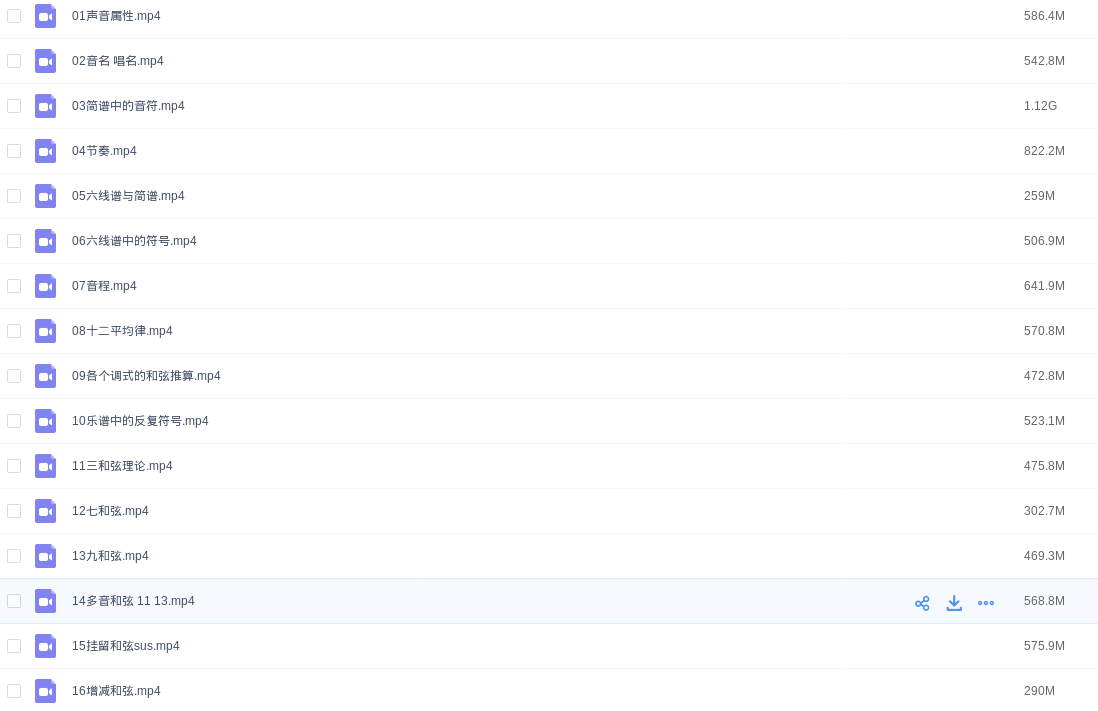 01声音属性.mp4 586.4M
02音名 唱名.mp4 542.8M
03简谱中的音符.mp4 1.12G
04节奏.mp4 822.2M
05六线谱与简谱.mp4 259M
06六线谱中的符号.mp4 506.9M
07音程.mp4 641.9M
08十二平均律.mp4 570.8M
09各个调式的和弦推算.mp4 472.8M
10乐谱中的反复符号.mp4 523.1M
11三和弦理论.mp4 475.8M
12七和弦.mp4 302.7M
13九和弦.mp4 469.3M
14多音和弦 11 13.mp4 568.8M
15挂留和弦sus.mp4 575.9M
16增减和弦.mp4 290M